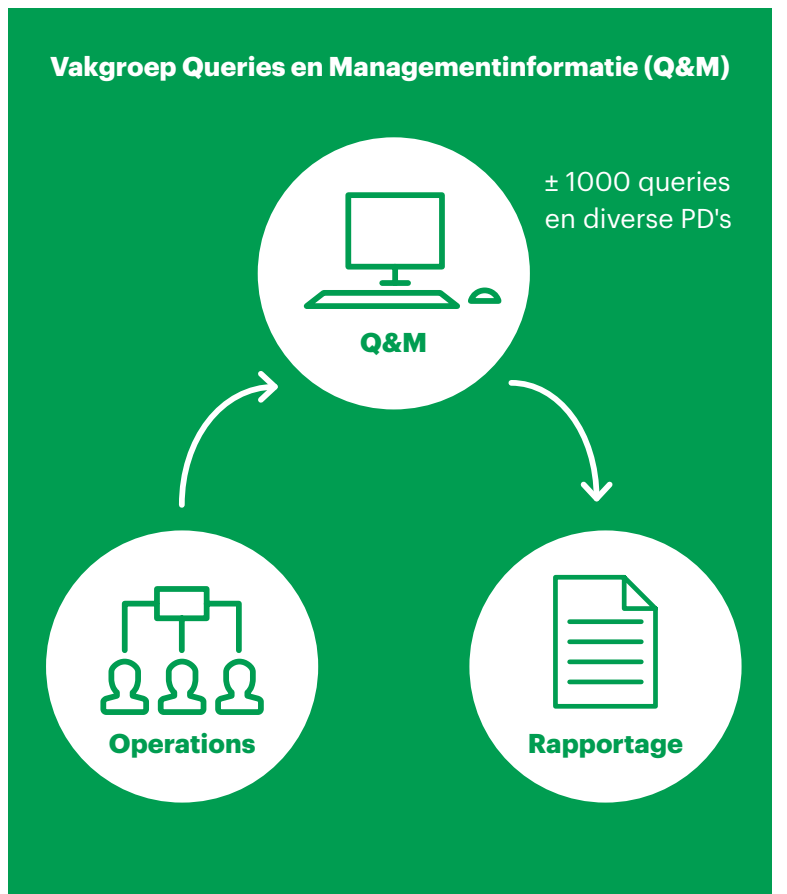 Vakgroep Queries en Managementinformatie (Q&M)
± 1000 queries
en diverse PD's
Q&M
Operations
Rapportage